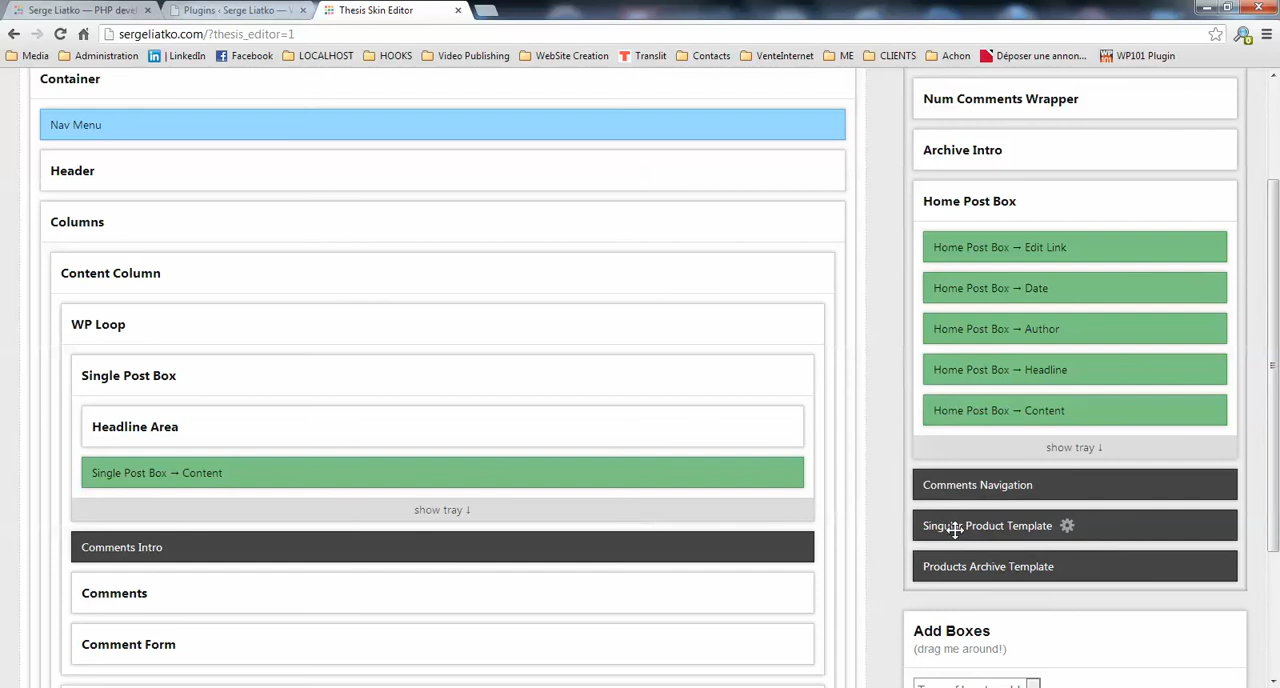 Serge Liatko — PHP devel
Plugins ‹ Serge Liatko — V
Thesis Skin Editor
sergeliatko.com/?thesis_editor=1
Media
Administration
LinkedIn
Facebook
LOCALHOST
HOOKS
Video Publishing
WebSite Creation
Translit
Contacts
VenteInternet
ME
CLIENTS
Achon
Déposer une annon...
WP101 Plugin
Container
Nav Menu
Header
Columns
Content Column
WP Loop
Single Post Box
Headline Area
Single Post Box → Content
show tray ↓
Comments Intro
Comments
Comment Form
Num Comments Wrapper
Archive Intro
Home Post Box
Home Post Box → Edit Link
Home Post Box → Date
Home Post Box → Author
Home Post Box → Headline
Home Post Box → Content
show tray ↓
Comments Navigation
Singular Product Template
Products Archive Template
Add Boxes
(drag me around!)